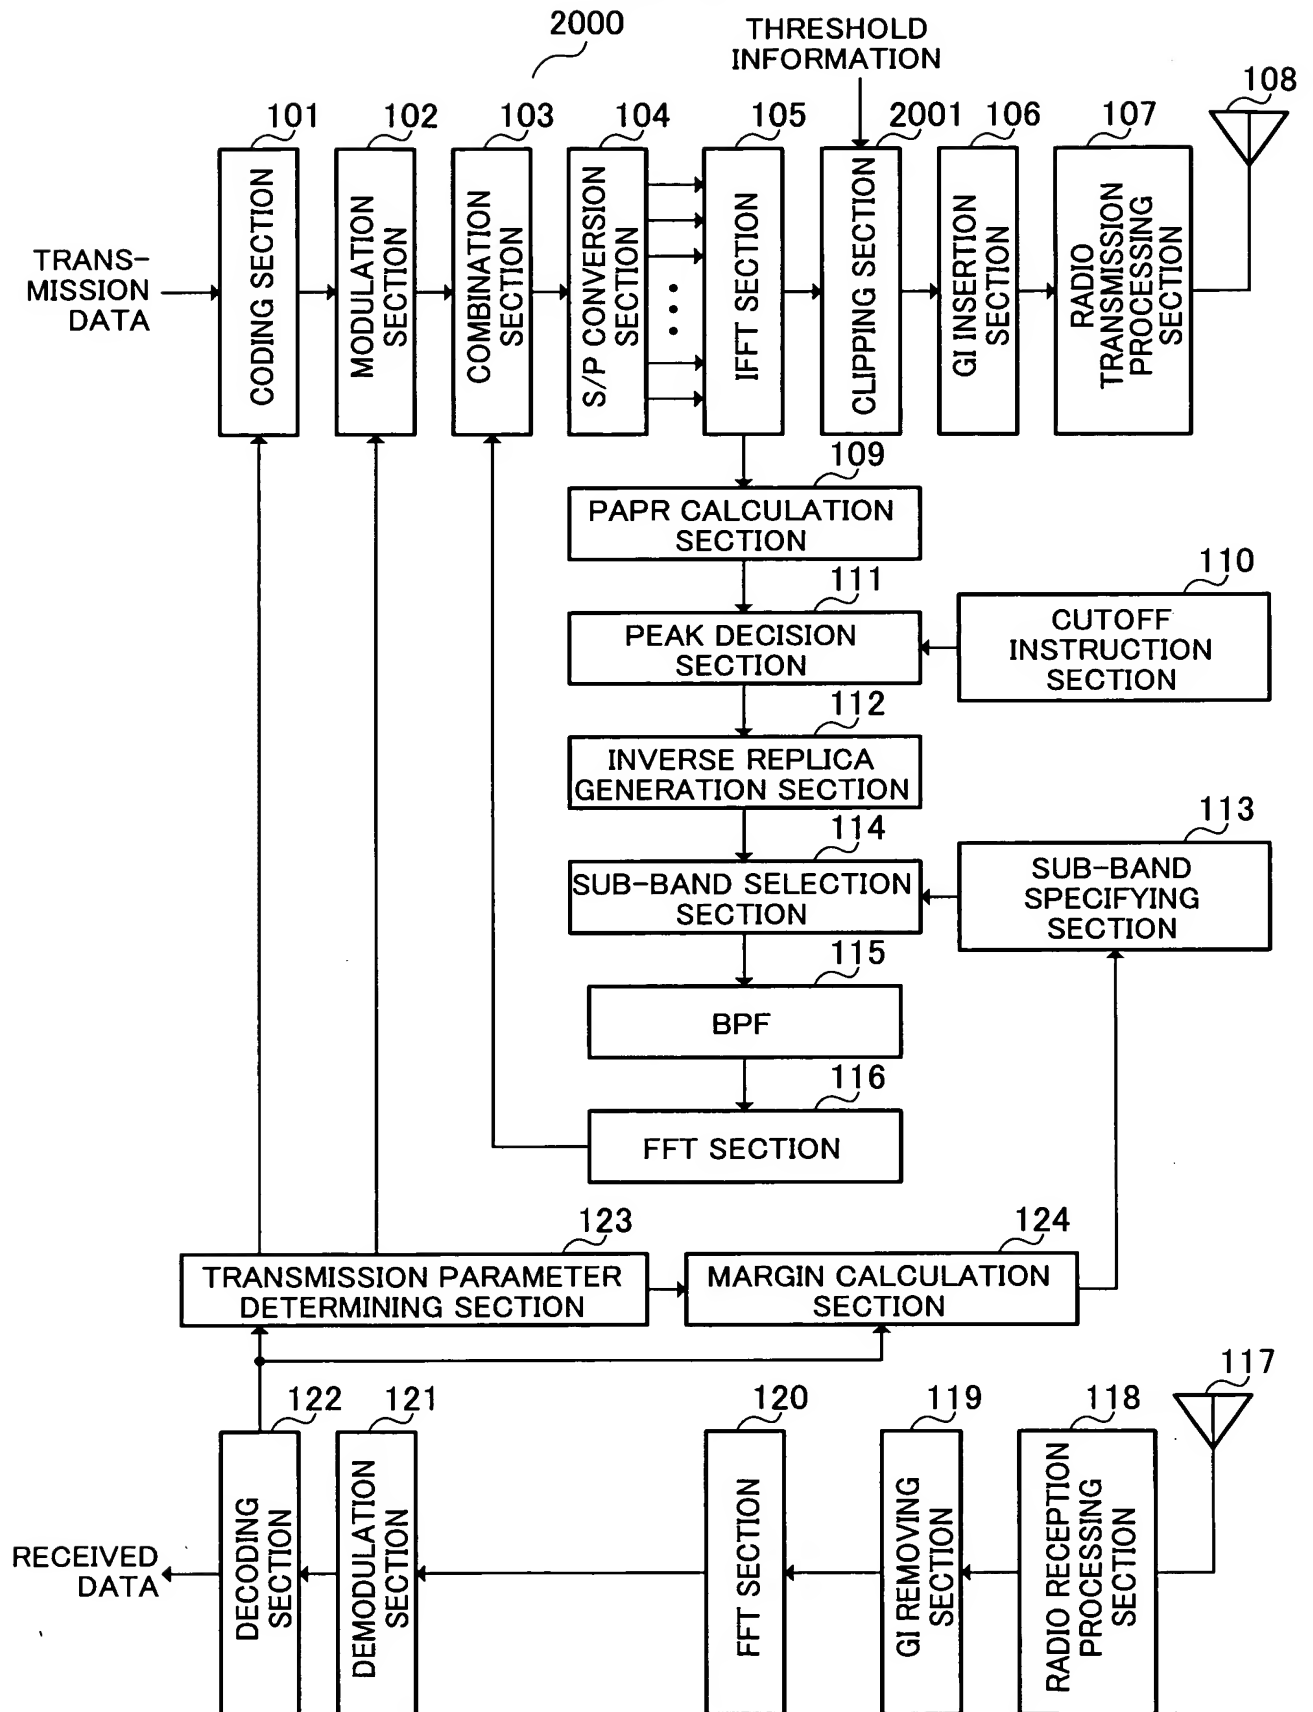 2000
THRESHOLD
INFORMATION
101
102
103
104
105
2001
106
107
108
TRANS-
MISSION
DATA
CODING SECTION
MODULATION
SECTION
COMBINATION
SECTION
S/P CONVERSION
SECTION
IFFT SECTION
CLIPPING SECTION
GI INSERTION
SECTION
RADIO
TRANSMISSION
PROCESSING
SECTION
109
PAPR CALCULATION
SECTION
111
PEAK DECISION
SECTION
110
CUTOFF
INSTRUCTION
SECTION
112
INVERSE REPLICA
GENERATION SECTION
114
SUB-BAND SELECTION
SECTION
113
SUB-BAND
SPECIFYING
SECTION
115
BPF
116
FFT SECTION
123
TRANSMISSION PARAMETER
DETERMINING SECTION
124
MARGIN CALCULATION
SECTION
122
121
120
119
118
117
RECEIVED
DATA
DECODING
SECTION
DEMODULATION
SECTION
FFT SECTION
GI REMOVING
SECTION
RADIO RECEPTION
PROCESSING
SECTION